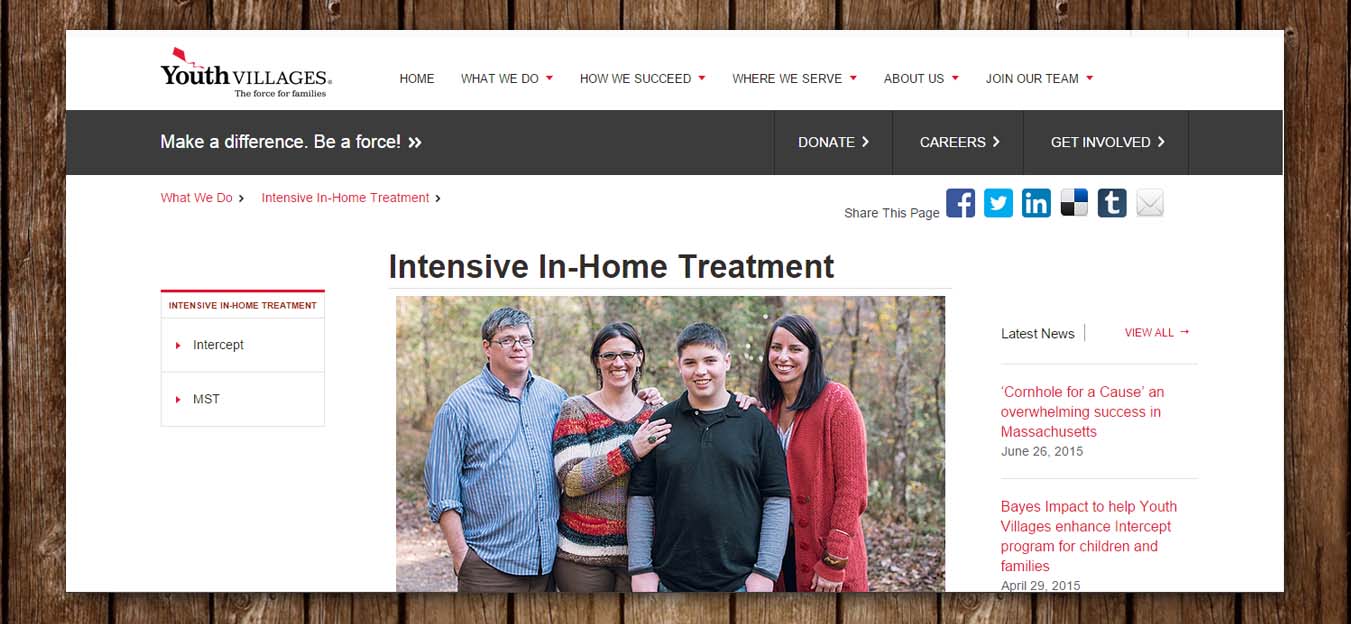 Youth VILLAGES®
The force for families
HOME WHAT WE DO HOW WE SUCCEED WHERE WE SERVE ABOUT US JOIN OUR TEAM
Make a difference. Be a force! »
DONATE CAREERS GET INVOLVED
What We Do Intensive In-Home Treatment
Share This Page
Intensive In-Home Treatment
INTENSIVE IN-HOME TREATMENT
Intercept
MST
Latest News
VIEW ALL →
‘Cornhole for a Cause’ an
overwhelming success in
Massachusetts
June 26, 2015
Bayes Impact to help Youth
Villages enhance Intercept
program for children and
families
April 29, 2015